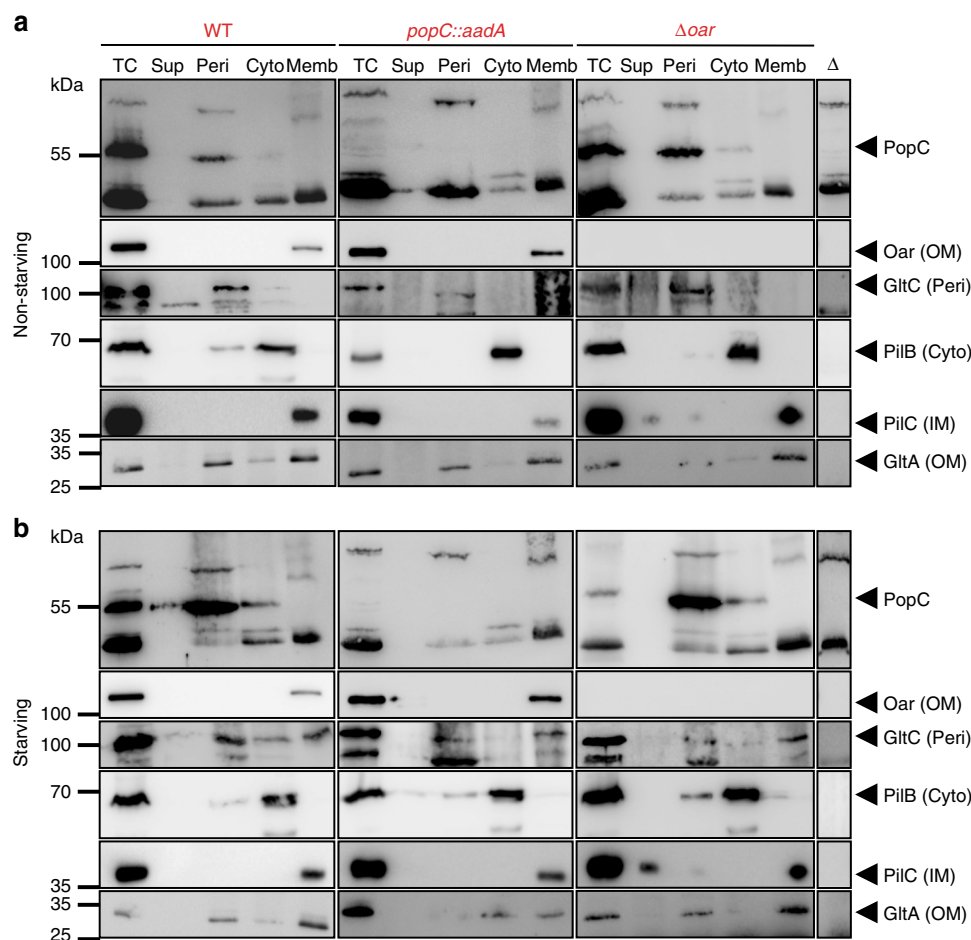 a
WT popC::aadA Δoar
TC Sup Peri Cyto Memb TC Sup Peri Cyto Memb TC Sup Peri Cyto Memb Δ
kDa
55 PopC
Non-starving
100 Oar (OM)
100 GltC (Peri)
70 PilB (Cyto)
35 PilC (IM)
35
25 GltA (OM)
b
kDa
55 PopC
Starving
100 Oar (OM)
100 GltC (Peri)
70 PilB (Cyto)
35 PilC (IM)
35
25 GltA (OM)